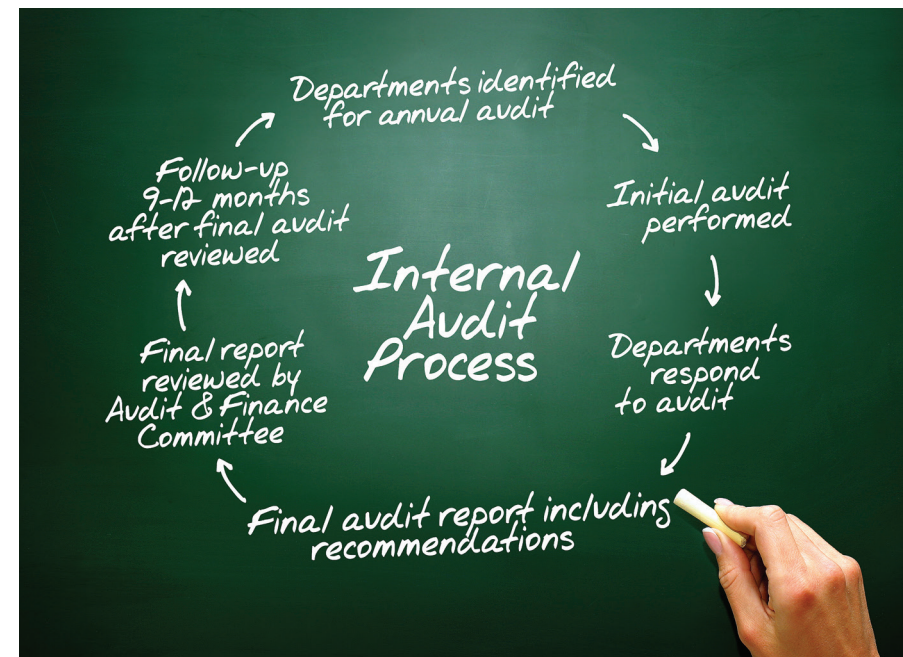 Departments identified
for annual audit
Initial audit
performed
Departments
respond
to audit
Final audit report including
recommendations
Final report
reviewed by
Audit & Finance
Committee
Follow-up
9-12 months
after final audit
reviewed
Internal
Audit
Process